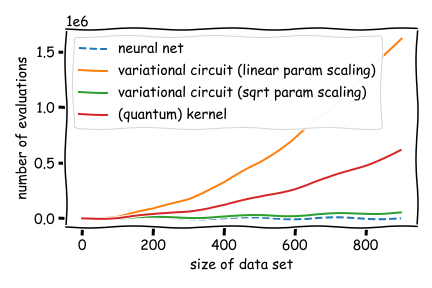 1e6
1.5
1.0
0.5
0.0
number of evaluations
neural net
variational circuit (linear param scaling)
variational circuit (sqrt param scaling)
(quantum) kernel
0 200 400 600 800
size of data set